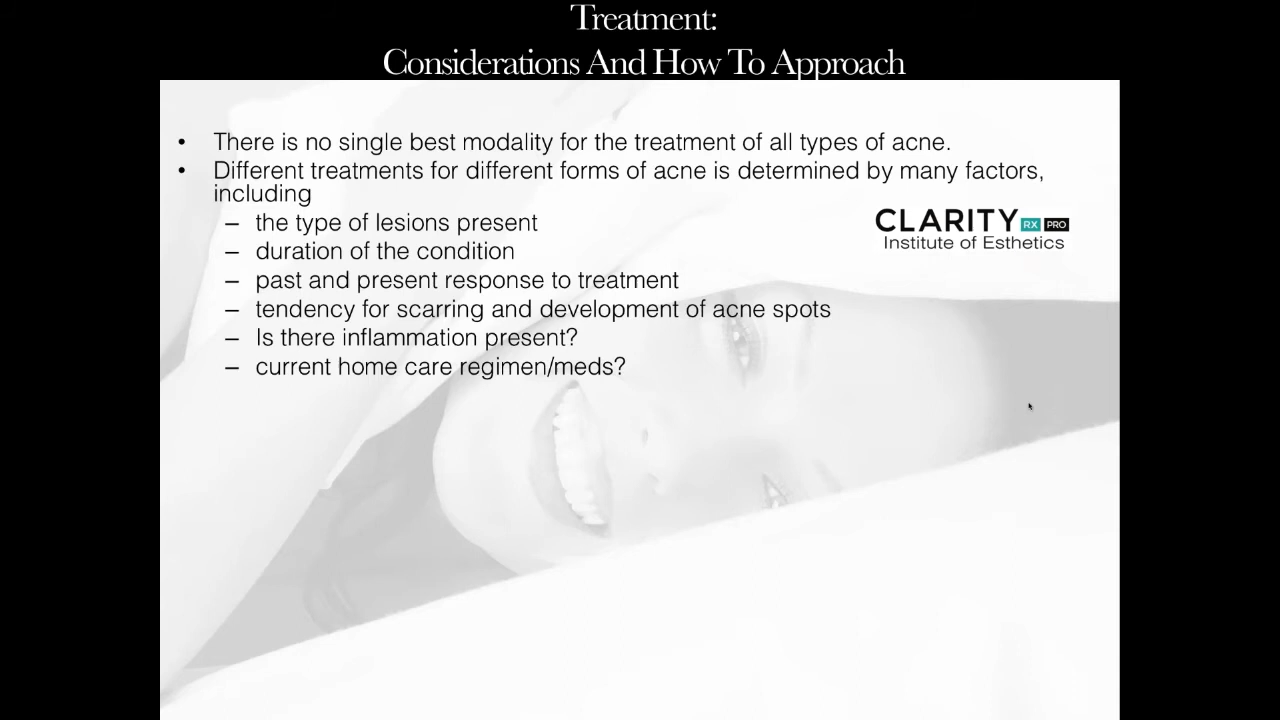 Treatment:
Considerations And How To Approach
• There is no single best modality for the treatment of all types of acne.
• Different treatments for different forms of acne is determined by many factors,
including
– the type of lesions present
– duration of the condition
– past and present response to treatment
– tendency for scarring and development of acne spots
– Is there inflammation present?
– current home care regimen/meds?
CLARITY RX PRO
Institute of Esthetics